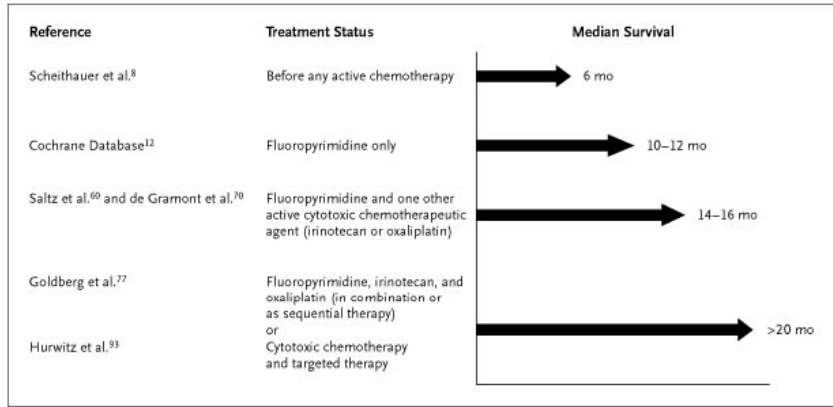 Reference Treatment Status Median Survival
Scheithauer et al.⁸ Before any active chemotherapy 6 mo
Cochrane Database¹² Fluoropyrimidine only 10–12 mo
Saltz et al.⁶⁰ and de Gramont et al.⁷⁰ Fluoropyrimidine and one other
active cytotoxic chemotherapeutic 14–16 mo
agent (irinotecan or oxaliplatin)
Goldberg et al.⁷⁷ Fluoropyrimidine, irinotecan, and
oxaliplatin (in combination or
as sequential therapy)
or >20 mo
Hurwitz et al.⁹³ Cytotoxic chemotherapy
and targeted therapy